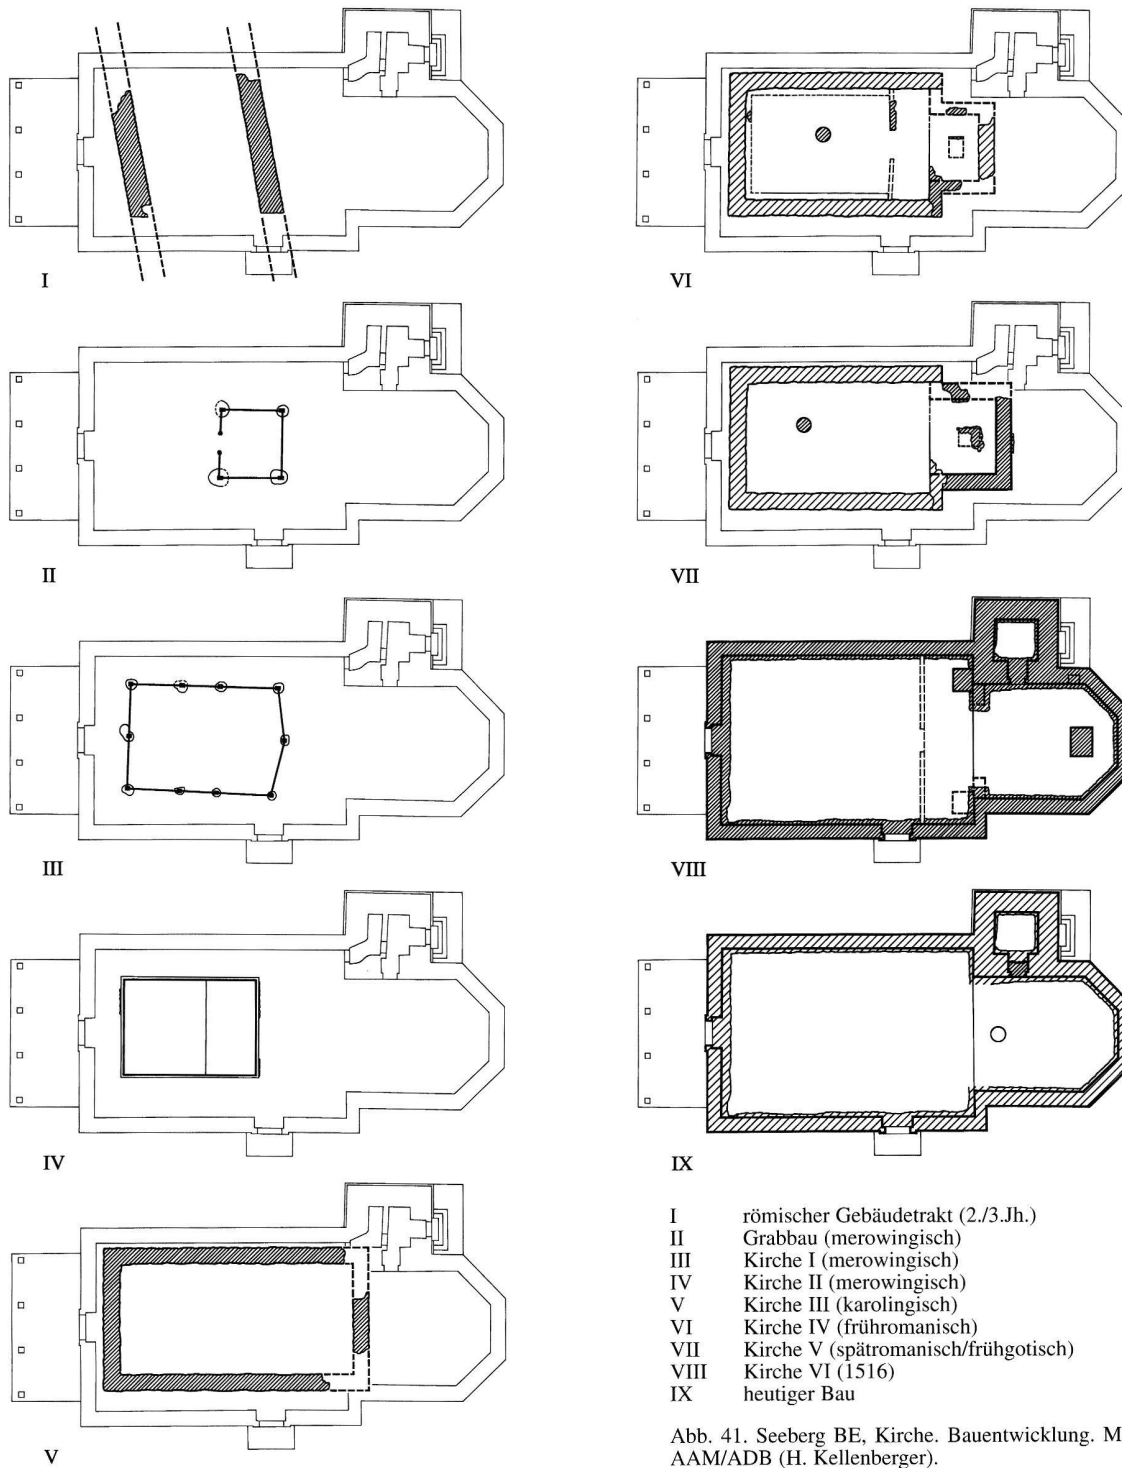 I
II
III
IV
V
VI
VII
VIII
IX
I römischer Gebäudetrakt (2./3.Jh.)
II Grabbau (merowingisch)
III Kirche I (merowingisch)
IV Kirche II (merowingisch)
V Kirche III (karolingisch)
VI Kirche IV (frühromanisch)
VII Kirche V (spätromanisch/frühgotisch)
VIII Kirche VI (1516)
IX heutiger Bau
Abb. 41. Seeberg BE, Kirche. Bauentwicklung. M
AAM/ADB (H. Kellenberger).